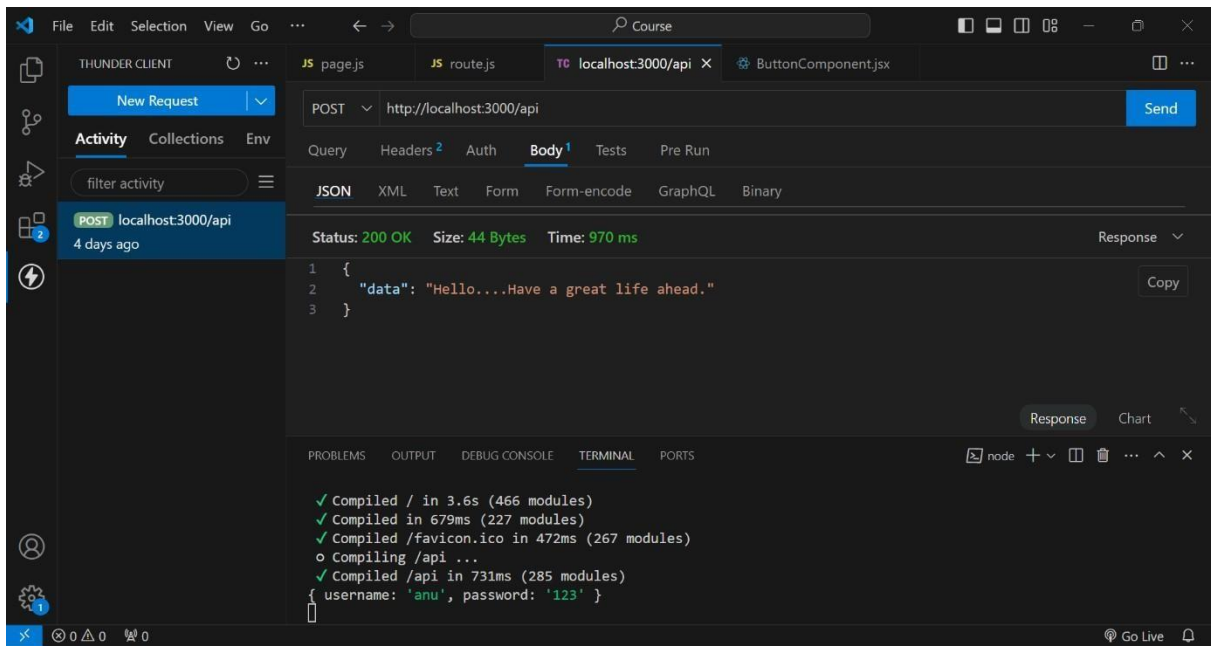 File Edit Selection View Go ... Course
THUNDER CLIENT
JS page.js JS route.js TC localhost:3000/api ButtonComponent.jsx
New Request
POST http://localhost:3000/api Send
Activity Collections Env
Query Headers 2 Auth Body 1 Tests Pre Run
filter activity
JSON XML Text Form Form-encode GraphQL Binary
POST localhost:3000/api
4 days ago
Status: 200 OK Size: 44 Bytes Time: 970 ms Response
1 {
2 "data": "Hello....Have a great life ahead."
3 }
Copy
Response Chart
PROBLEMS OUTPUT DEBUG CONSOLE TERMINAL PORTS node
✓ Compiled / in 3.6s (466 modules)
✓ Compiled in 679ms (227 modules)
✓ Compiled /favicon.ico in 472ms (267 modules)
○ Compiling /api ...
✓ Compiled /api in 731ms (285 modules)
{ username: 'anu', password: '123' }
2
1
0 0 0 Go Live